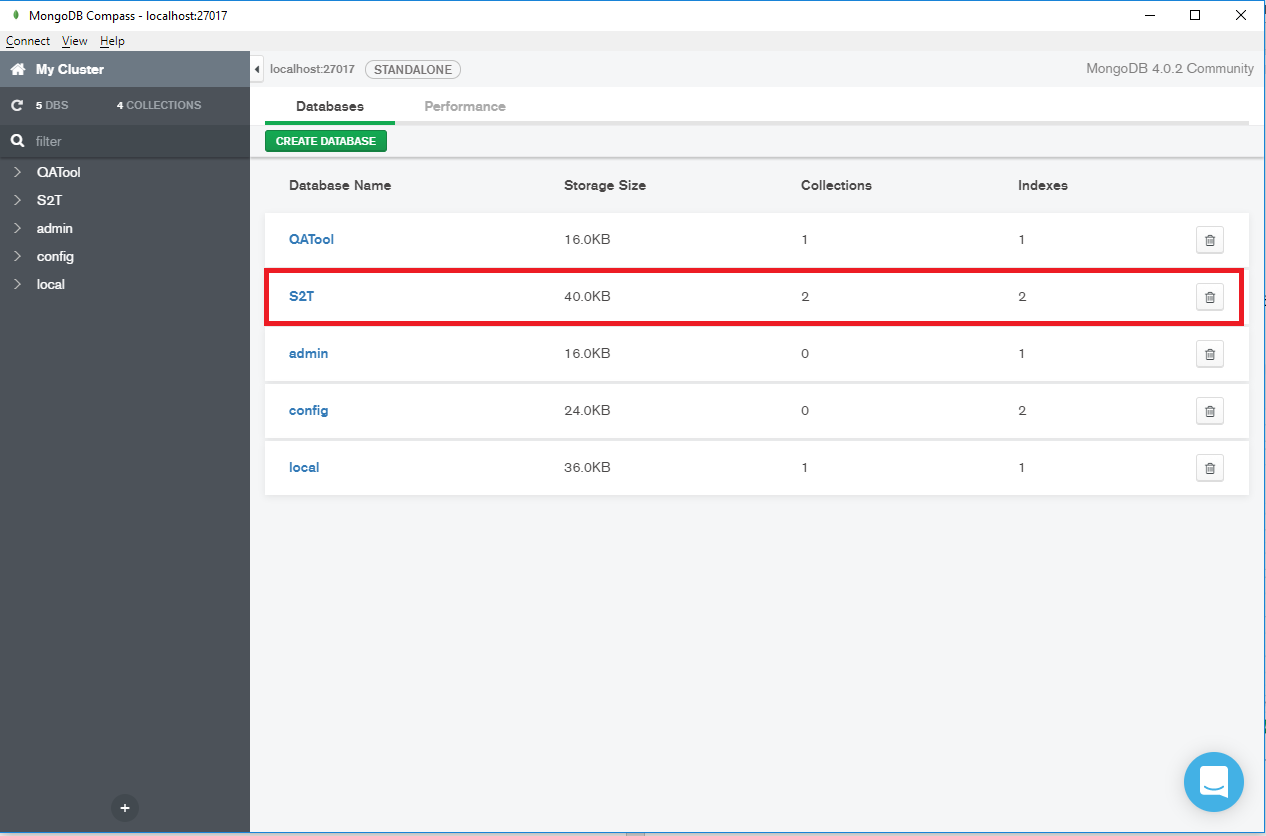 MongoDB Compass - localhost:27017
Connect View Help
My Cluster
5 DBS 4 COLLECTIONS
filter
QATool
S2T
admin
config
local
localhost:27017 STANDALONE MongoDB 4.0.2 Community
Databases Performance
CREATE DATABASE
Database Name Storage Size Collections Indexes
QATool 16.0KB 1 1
S2T 40.0KB 2 2
admin 16.0KB 0 1
config 24.0KB 0 2
local 36.0KB 1 1